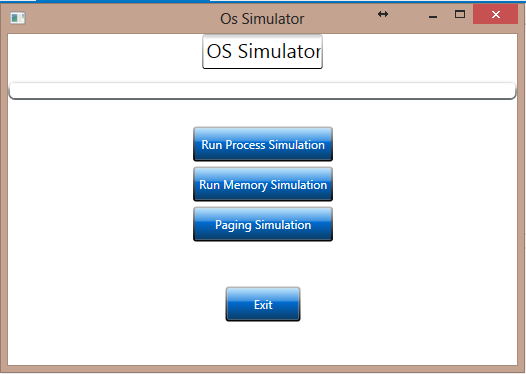 Os Simulator
OS Simulator
Run Process Simulation
Run Memory Simulation
Paging Simulation
Exit